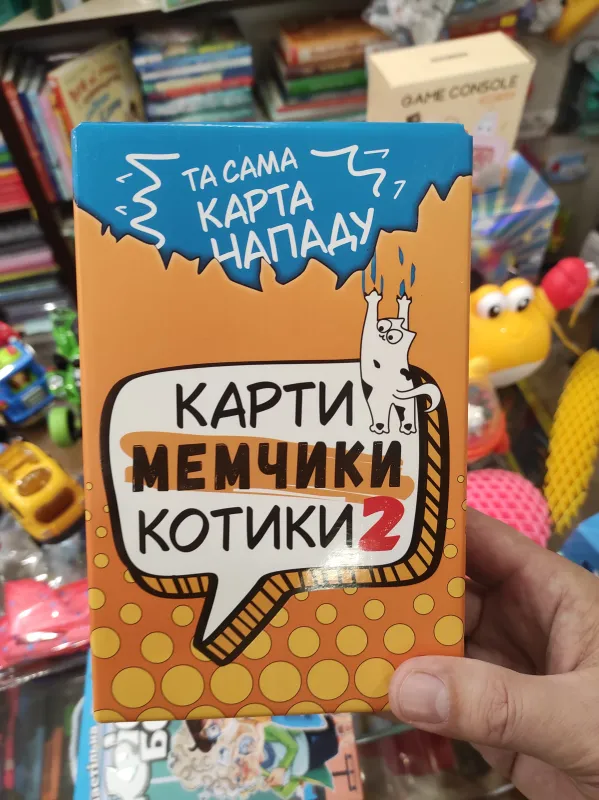 GAME CONSOLE
ТА САМА
КАРТА
НАПАДУ
КАРТИ
МЕМЧИКИ
КОТИКИ 2